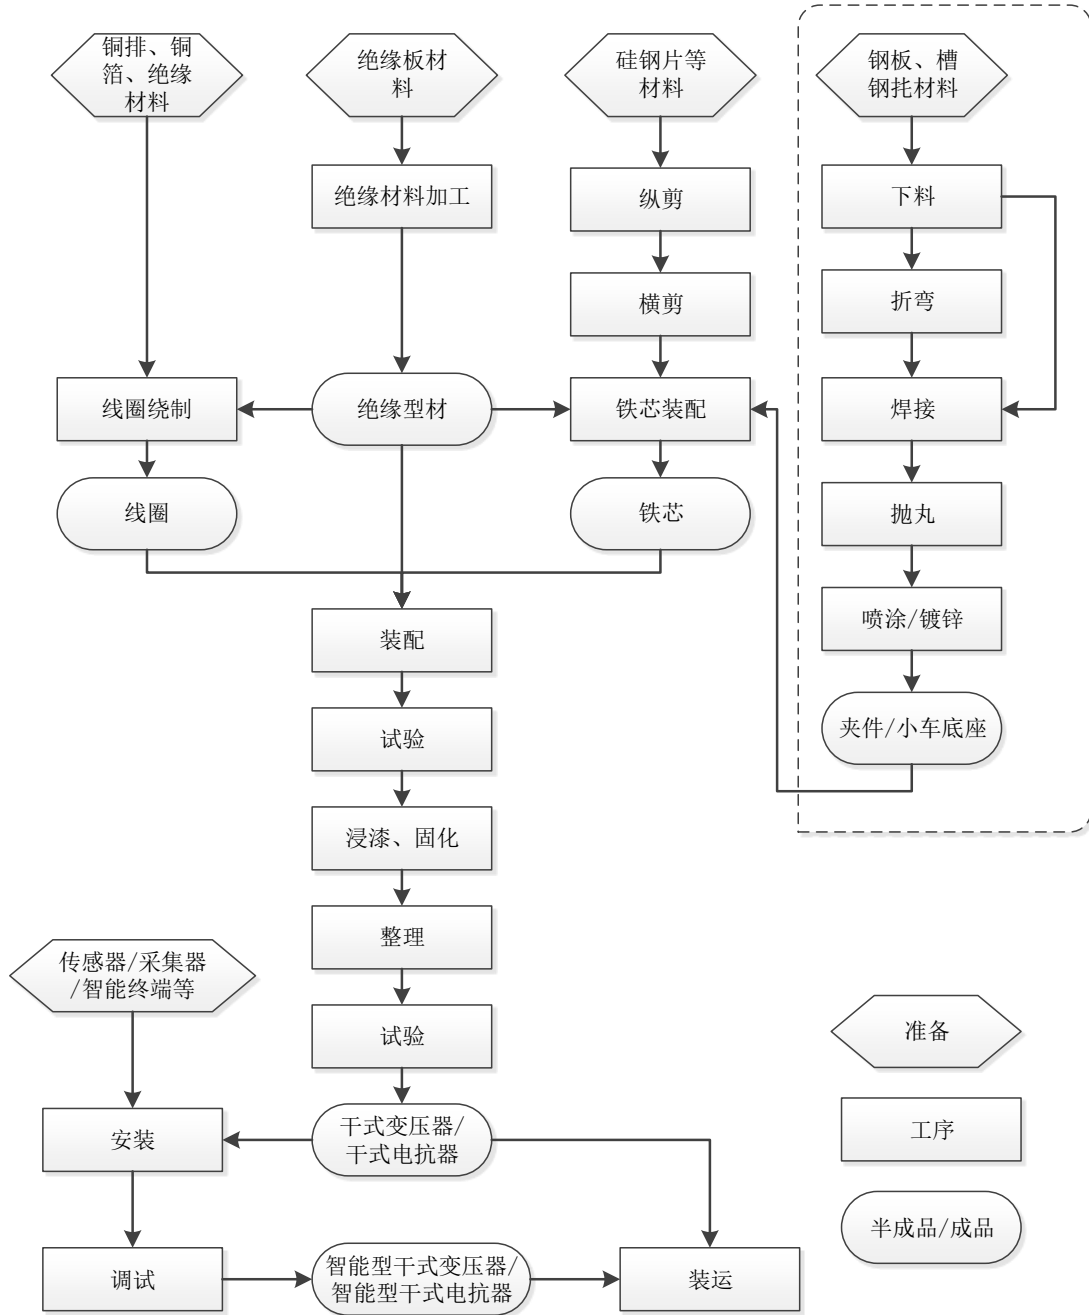 铜排、铜
箔、绝缘
材料
绝缘板材
料
硅钢片等
材料
钢板、槽
钢扥材料
绝缘材料加工
纵剪
下料
横剪
折弯
线圈绕制
绝缘型材
铁芯装配
焊接
线圈
铁芯
抛丸
装配
喷涂/镀锌
试验
夹件/小车底座
浸漆、固化
整理
传感器/采集器
/智能终端等
试验
准备
安装
干式变压器/
干式电抗器
工序
调试
智能型干式变压器/
智能型干式电抗器
装运
半成品/成品